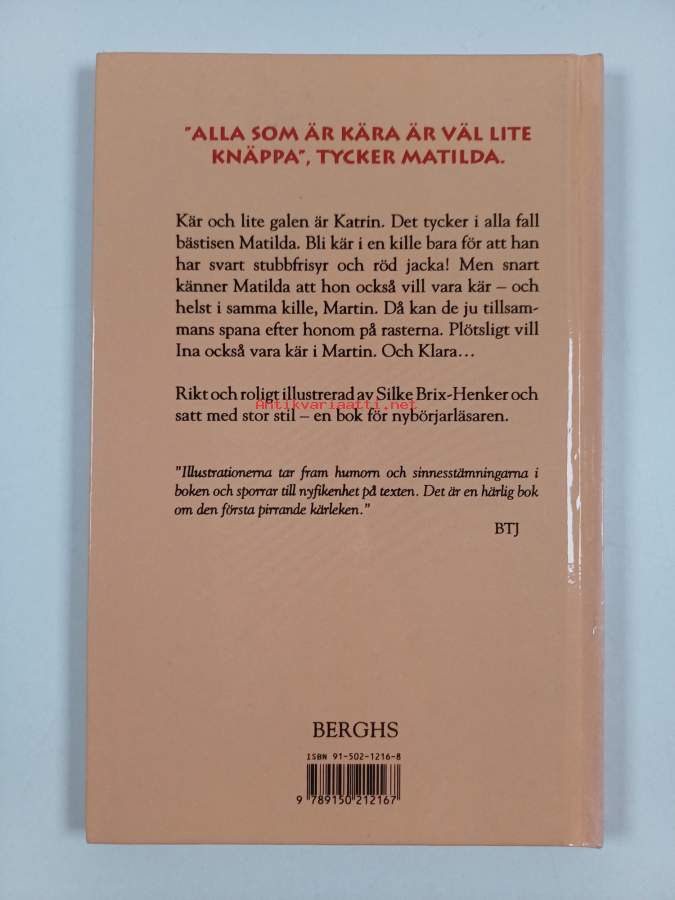 "ALLA SOM ÄR KÄRA ÄR VÄL LITE
KNÄPPA", TYCKER MATILDA.
Kär och lite galen är Katrin. Det tycker i alla fall
bästisen Matilda. Bli kär i en kille bara för att han
har svart stubbfrisyr och röd jacka! Men snart
känner Matilda att hon också vill vara kär – och
helst i samma kille, Martin. Då kan de ju tillsam-
mans spana efter honom på rasterna. Plötsligt vill
Ina också vara kär i Martin. Och Klara...
Rikt och roligt illustrerad av Silke Brix-Henker och
Antikvariaatti.net
satt med stor stil – en bok för nybörjarläsaren.
"Illustrationerna tar fram humorn och sinnesstämningarna i
boken och sporrar till nyfikenhet på texten. Det är en härlig bok
om den första pirrande kärleken."
BTJ
BERGHS
ISBN 91-502-1216-8
9 789150 212167